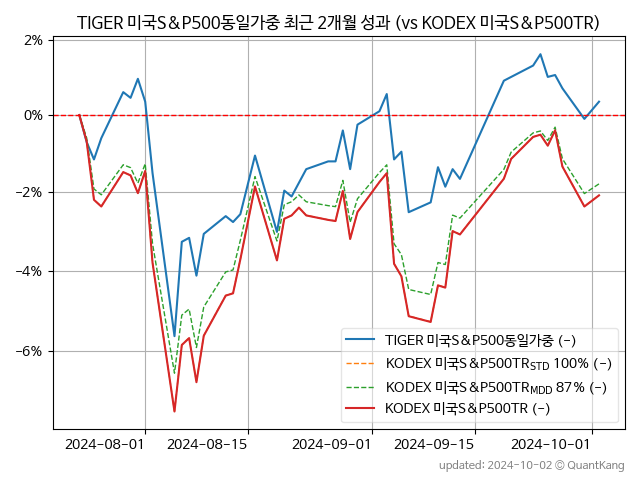 TIGER 미국S&P500동일가중 최근 2개월 성과 (vs KODEX 미국S&P500TR)
2%
0%
−2%
−4%
−6%
TIGER 미국S&P500동일가중 (-)
KODEX 미국S&P500TR STD 100% (-)
KODEX 미국S&P500TR MDD 87% (-)
KODEX 미국S&P500TR (-)
2024-08-01 2024-08-15 2024-09-01 2024-09-15 2024-10-01
updated: 2024-10-02 © QuantKang